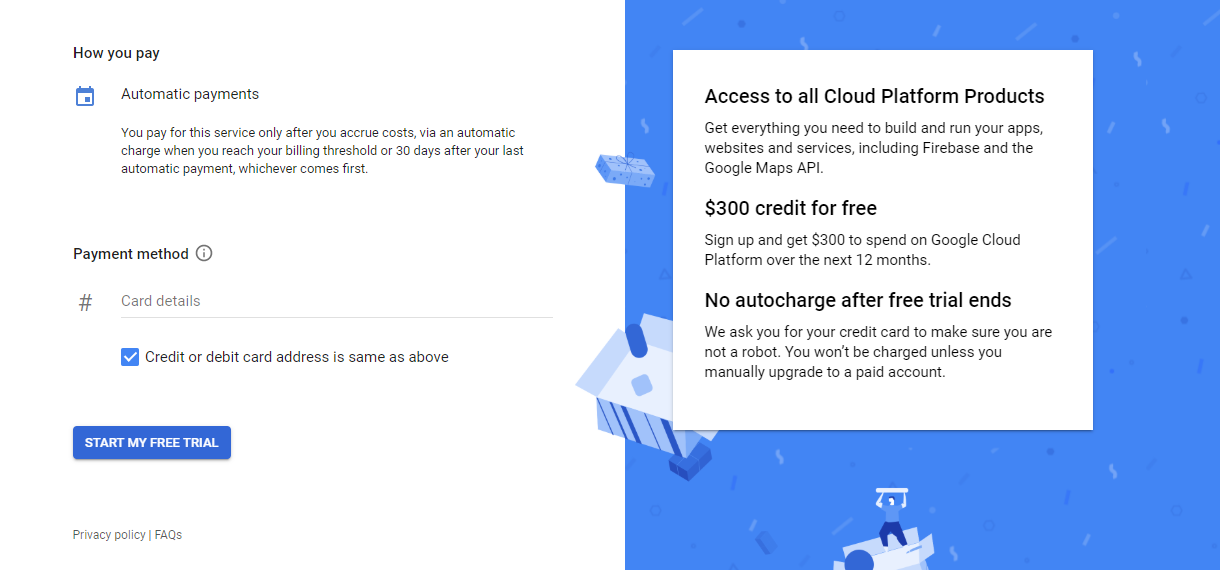 How you pay
Automatic payments
You pay for this service only after you accrue costs, via an automatic
charge when you reach your billing threshold or 30 days after your last
automatic payment, whichever comes first.
Payment method
# Card details
Credit or debit card address is same as above
START MY FREE TRIAL
Privacy policy | FAQs
Access to all Cloud Platform Products
Get everything you need to build and run your apps,
websites and services, including Firebase and the
Google Maps API.
$300 credit for free
Sign up and get $300 to spend on Google Cloud
Platform over the next 12 months.
No autocharge after free trial ends
We ask you for your credit card to make sure you are
not a robot. You won’t be charged unless you
manually upgrade to a paid account.